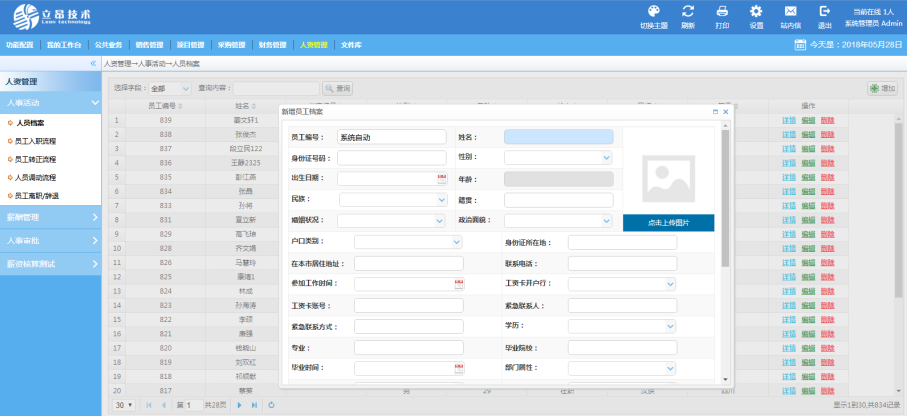 立昂技术
Leon technology
切换主题 刷新 打印 设置 站内信 退出
当前在线 1人
系统管理员 Admin
功能配置 我的工作台 公共业务 销售管理 项目管理 采购管理 财务管理 人资管理 文件库
今天是:2018年05月28日
人资管理→人事活动→人员档案
人资管理
人事活动
人员档案
员工入职流程
员工转正流程
人员调动流程
员工离职/辞退
薪酬管理
人事审批
薪资核算测试
选择字段: 全部 查询内容: 查询 增加
员工编号 姓名 操作
1 839 霸文轩1 详情 编辑 删除
2 838 张俊杰 详情 编辑 删除
3 837 段立民122 详情 编辑 删除
4 836 王静2325 详情 编辑 删除
5 835 彭江燕 详情 编辑 删除
6 834 张晶 详情 编辑 删除
7 833 孙将 详情 编辑 删除
8 831 夏立新 详情 编辑 删除
9 829 高飞琼 详情 编辑 删除
10 828 齐文娟 详情 编辑 删除
11 826 马慧玲 详情 编辑 删除
12 825 康靖1 详情 编辑 删除
13 824 林成 详情 编辑 删除
14 823 孙海涛 详情 编辑 删除
15 822 李硕 详情 编辑 删除
16 821 唐强 详情 编辑 删除
17 820 钱晓山 详情 编辑 删除
18 819 刘双红 详情 编辑 删除
19 818 祁顺献 详情 编辑 删除
20 817 蔡英 男 29 在职 汉族 四川 详情 编辑 删除
新增员工档案
员工编号: 系统自动 姓名:
身份证号码: 性别:
出生日期: 年龄:
民族: 籍贯:
婚姻状况: 政治面貌:
点击上传图片
户口类别: 身份证所在地:
在本市居住地址: 联系电话:
参加工作时间: 工资卡开户行:
工资卡账号: 紧急联系人:
紧急联系方式: 学历:
专业: 毕业院校:
毕业时间: 部门属性:
30 第 1 共28页
显示1到30,共834记录